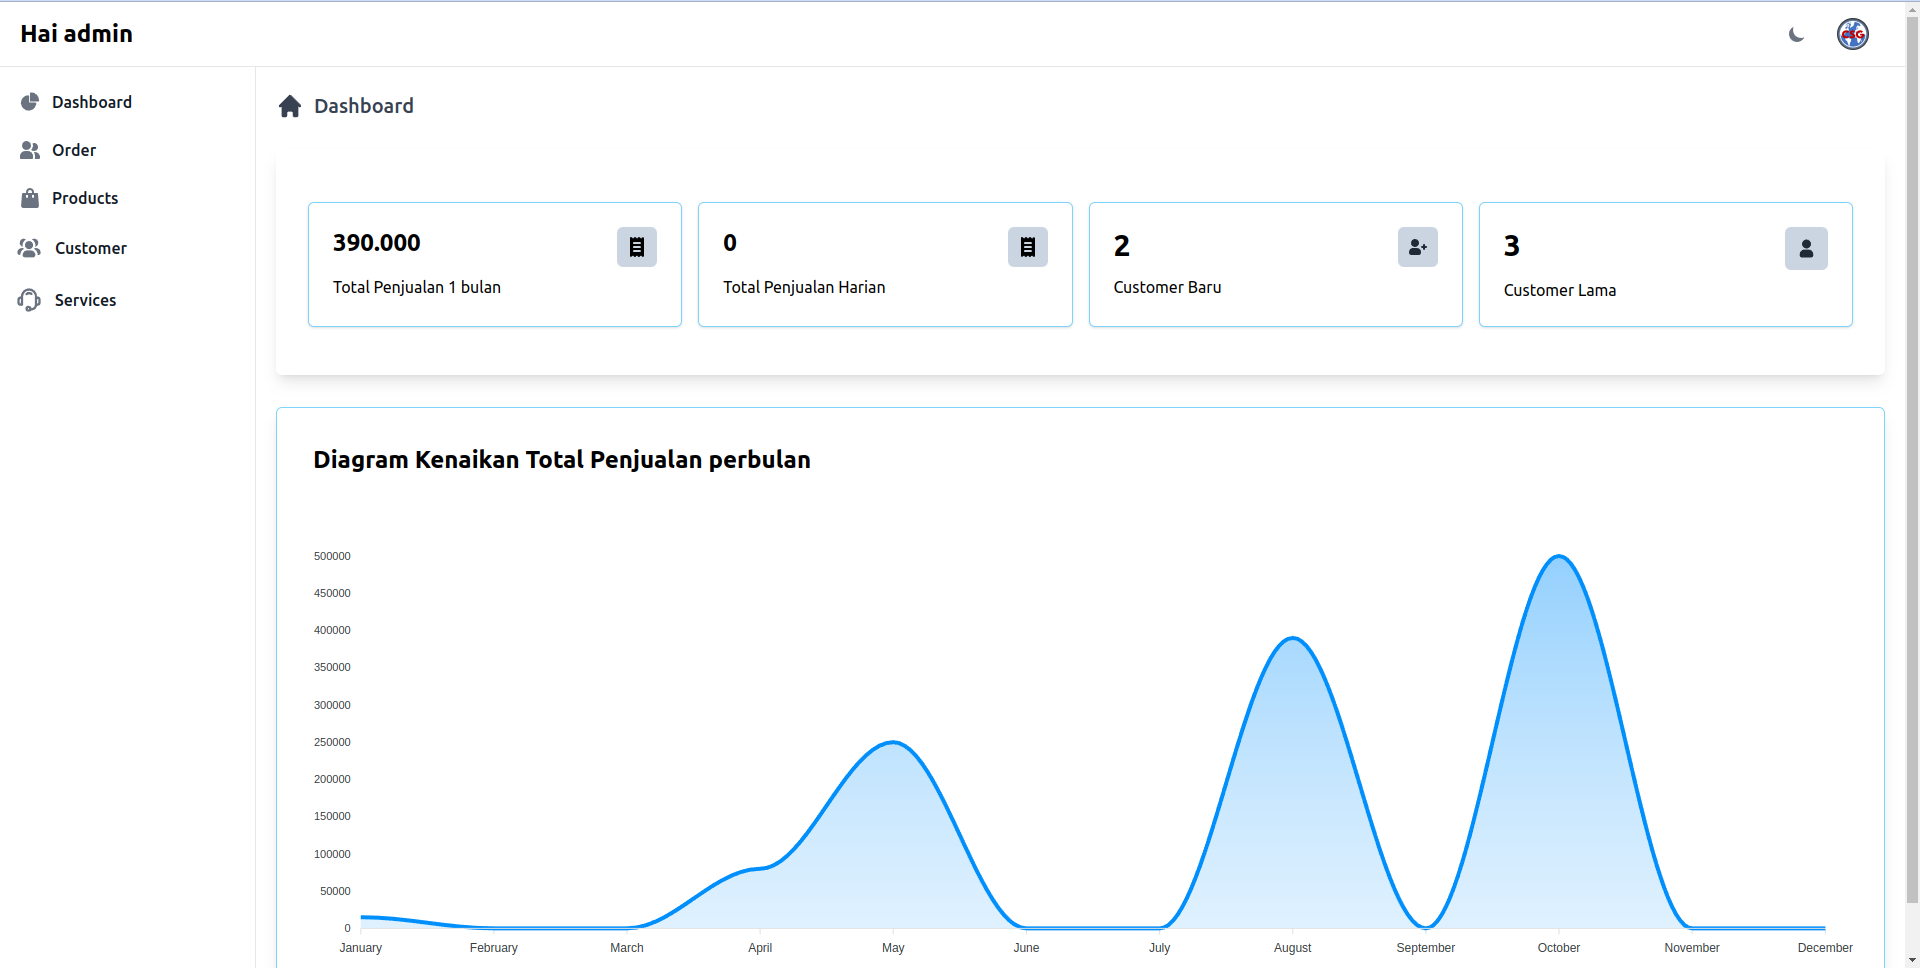 Hai admin
CSG
Dashboard
Order
Products
Customer
Services
Dashboard
390.000
Total Penjualan 1 bulan
0
Total Penjualan Harian
2
Customer Baru
3
Customer Lama
Diagram Kenaikan Total Penjualan perbulan
500000
450000
400000
350000
300000
250000
200000
150000
100000
50000
0
January February March April May June July August September October November December